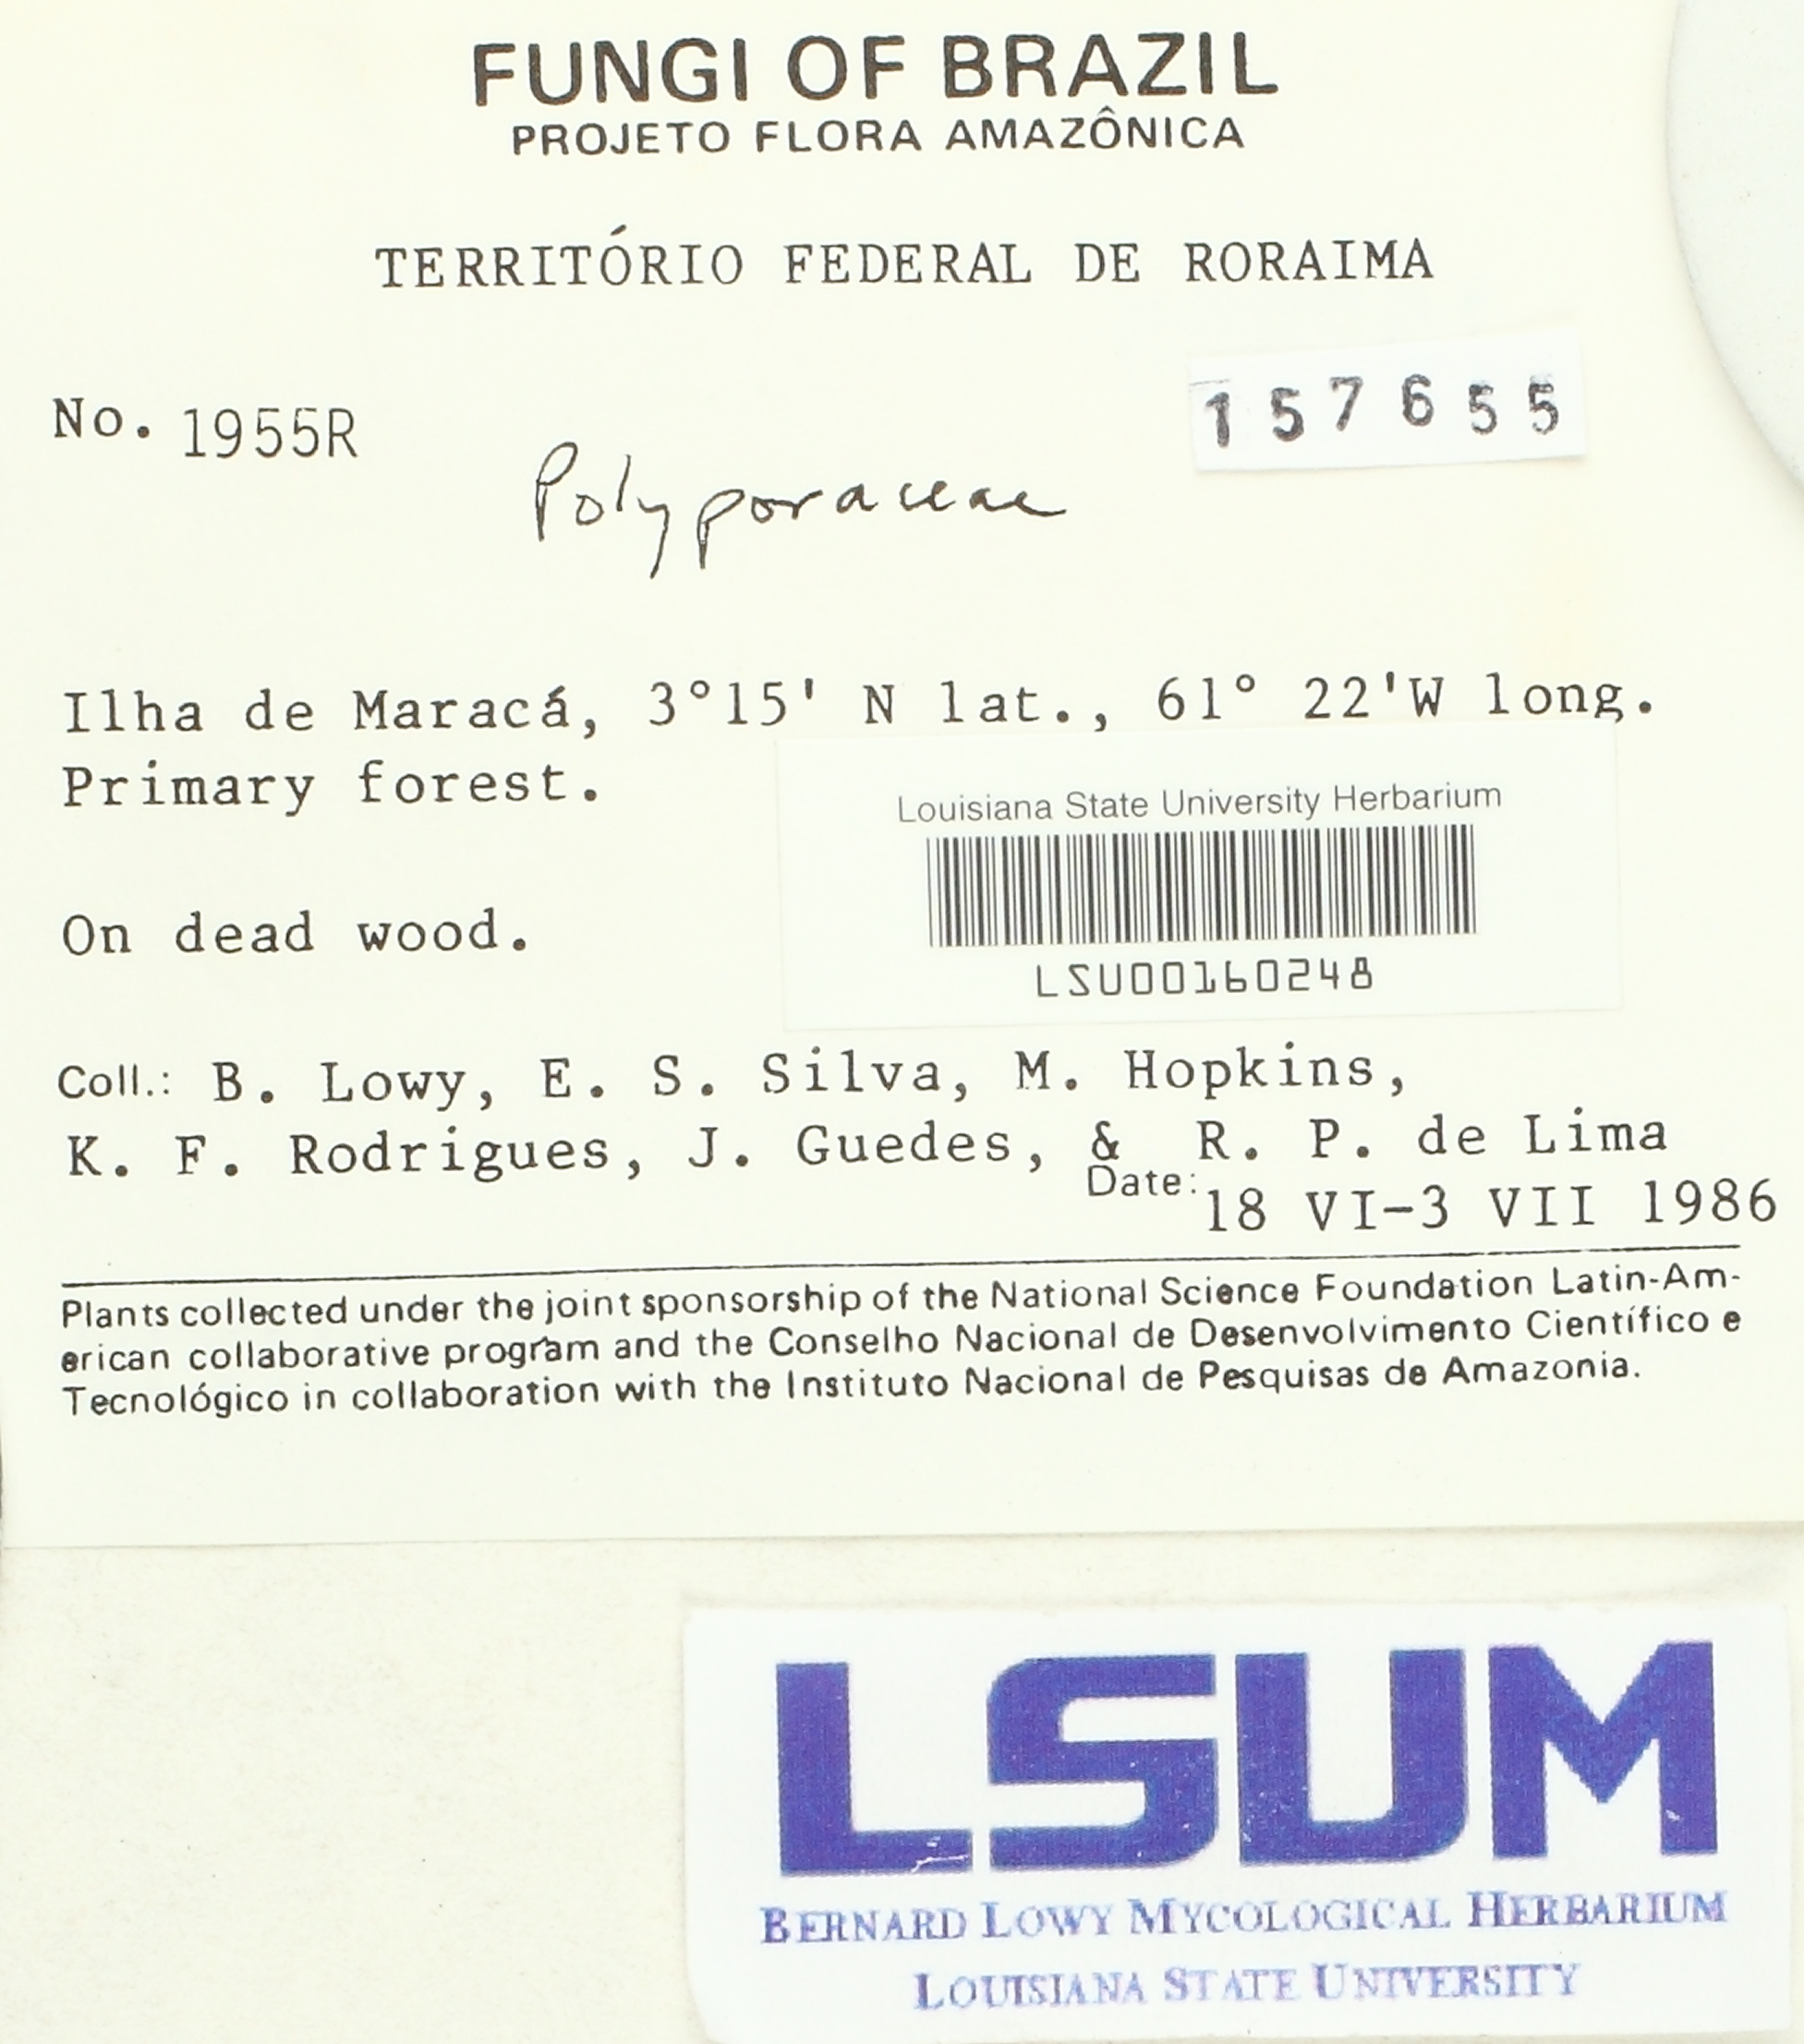 FUNGI OF BRAZIL
PROJETO FLORA AMAZÔNICA
TERRITÓRIO FEDERAL DE RORAIMA
157655
No. 1955R
Polyporaceae
Ilha de Maracá, 3°15' N lat., 61° 22'W long.
Primary forest.
Louisiana State University Herbarium
LSU00160248
On dead wood.
Coll.: B. Lowy, E. S. Silva, M. Hopkins,
K. F. Rodrigues, J. Guedes, & R. P. de Lima
Date: 18 VI-3 VII 1986
Plants collected under the joint sponsorship of the National Science Foundation Latin-Am-
erican collaborative program and the Conselho Nacional de Desenvolvimento Científico e
Tecnológico in collaboration with the Instituto Nacional de Pesquisas de Amazonia.
LSUM
BERNARD LOWY MYCOLOGICAL HERBARIUM
LOUISIANA STATE UNIVERSITY